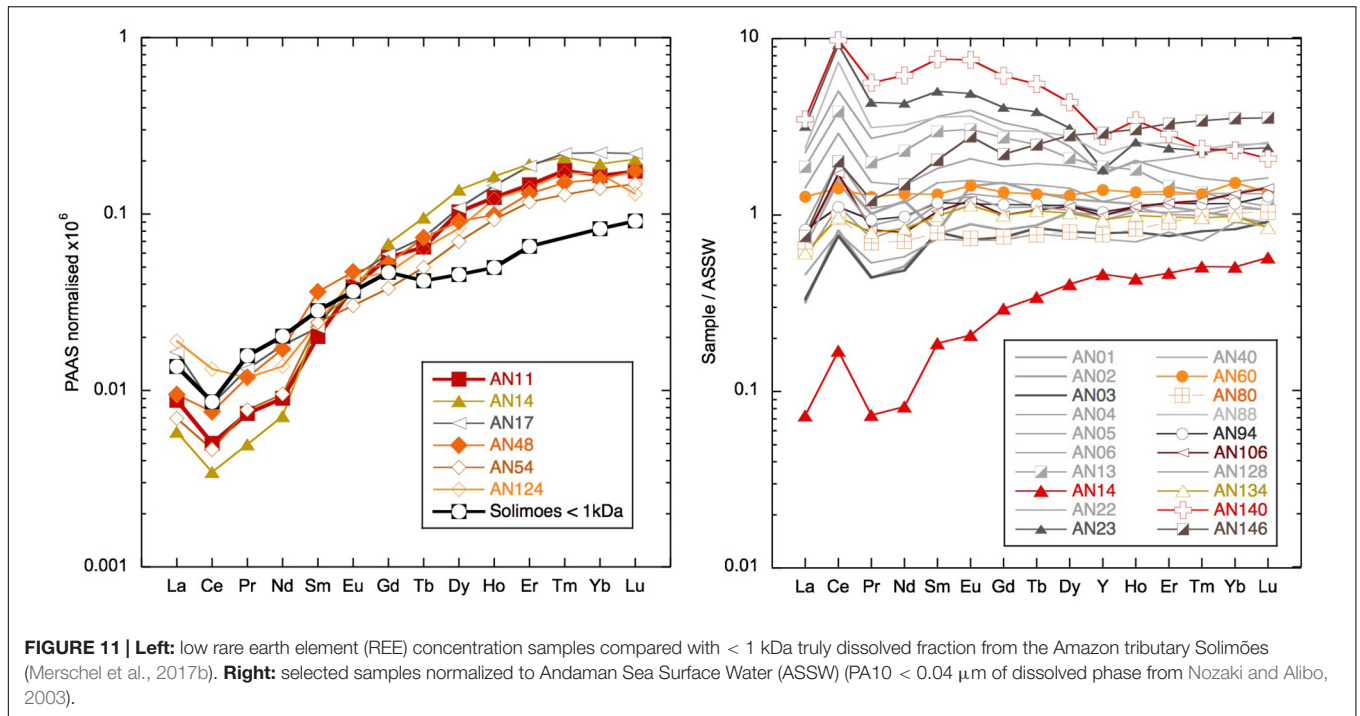 1
0.1
0.01
0.001
PAAS normalised x10⁶
La Ce Pr Nd Sm Eu Gd Tb Dy Ho Er Tm Yb Lu
AN11
AN14
AN17
AN48
AN54
AN124
Solimoes < 1kDa
10
1
0.1
0.01
Sample / ASSW
La Ce Pr Nd Sm Eu Gd Tb Dy Y Ho Er Tm Yb Lu
AN01
AN02
AN03
AN04
AN05
AN06
AN13
AN14
AN22
AN23
AN40
AN60
AN80
AN88
AN94
AN106
AN128
AN134
AN140
AN146
FIGURE 11 | Left: low rare earth element (REE) concentration samples compared with < 1 kDa truly dissolved fraction from the Amazon tributary Solimões
(Merschel et al., 2017b). Right: selected samples normalized to Andaman Sea Surface Water (ASSW) (PA10 < 0.04 μm of dissolved phase from Nozaki and Alibo,
2003).